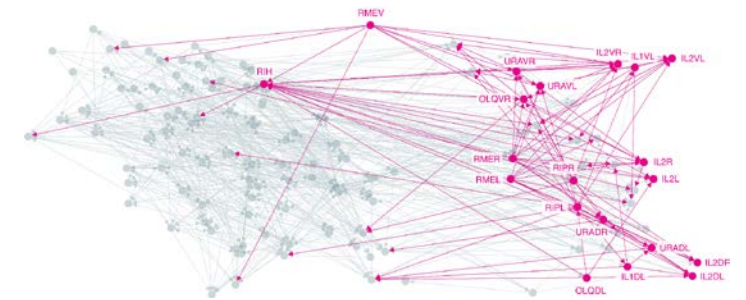 RMEV
IL2VR
IL1VL
IL2VL
URAVR
RIH
URAVL
OLQVR
RMER
RIPR
IL2R
RMEL
IL2L
RIPL
URADR
URADL
IL2DR
IL1DL
IL2DL
OLQDL